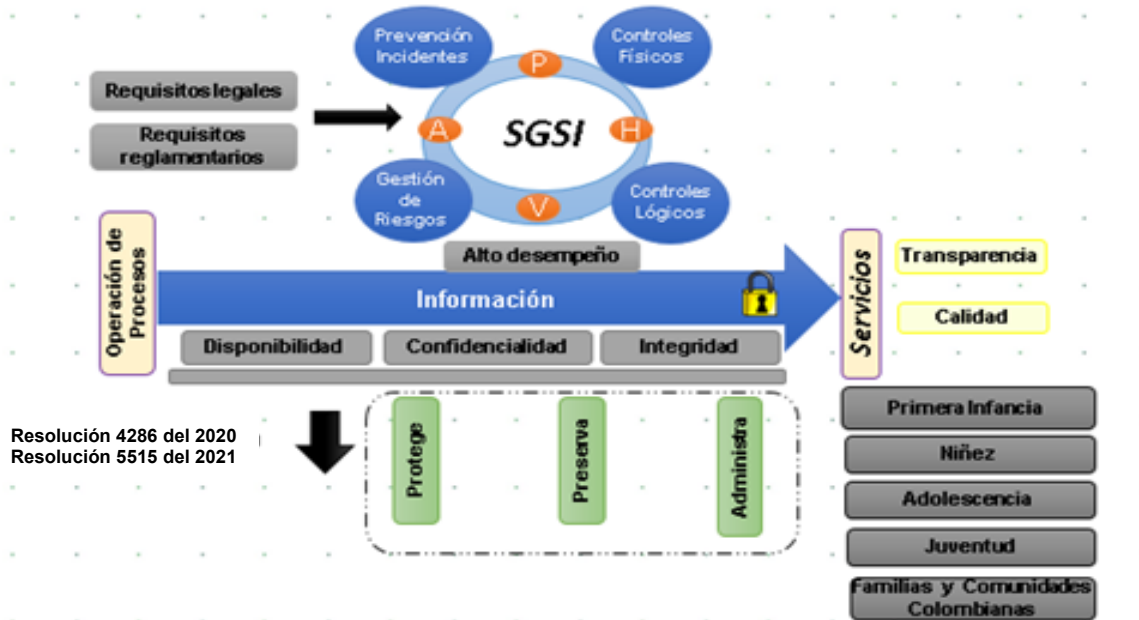 Prevención
Incidentes
Controles
Físicos
P
Requisitos legales
Requisitos
reglamentarios
A
SGSI
H
Gestión
de
Riesgos
V
Controles
Lógicos
Operación de
Procesos
Alto desempeño
Información
Servicios
Transparencia
Calidad
Disponibilidad
Confidencialidad
Integridad
Resolución 4286 del 2020
Resolución 5515 del 2021
Protege
Preserva
Administra
Primera Infancia
Niñez
Adolescencia
Juventud
Familias y Comunidades
Colombianas